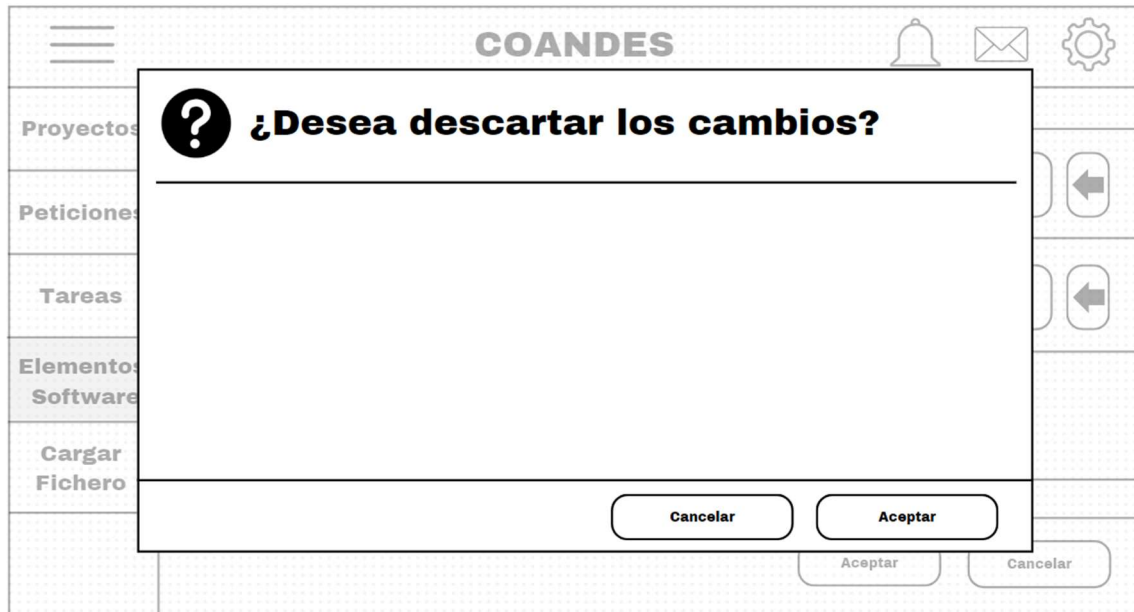 COANDES
Proyectos
Peticiones
Tareas
Elementos
Software
Cargar
Fichero
¿Desea descartar los cambios?
Cancelar
Aceptar
Aceptar
Cancelar